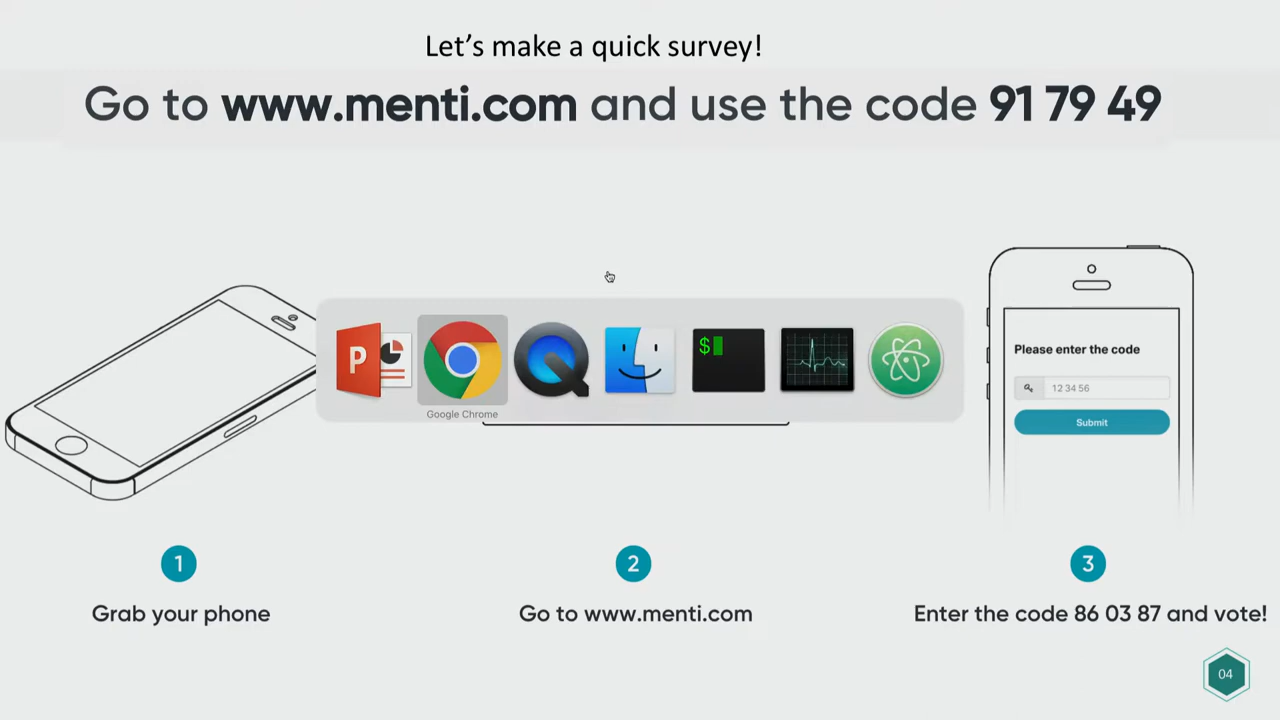 Let's make a quick survey!
Go to www.menti.com and use the code 91 79 49
P
$
Google Chrome
Please enter the code
12 34 56
Submit
1
2
3
Grab your phone
Go to www.menti.com
Enter the code 86 03 87 and vote!
04